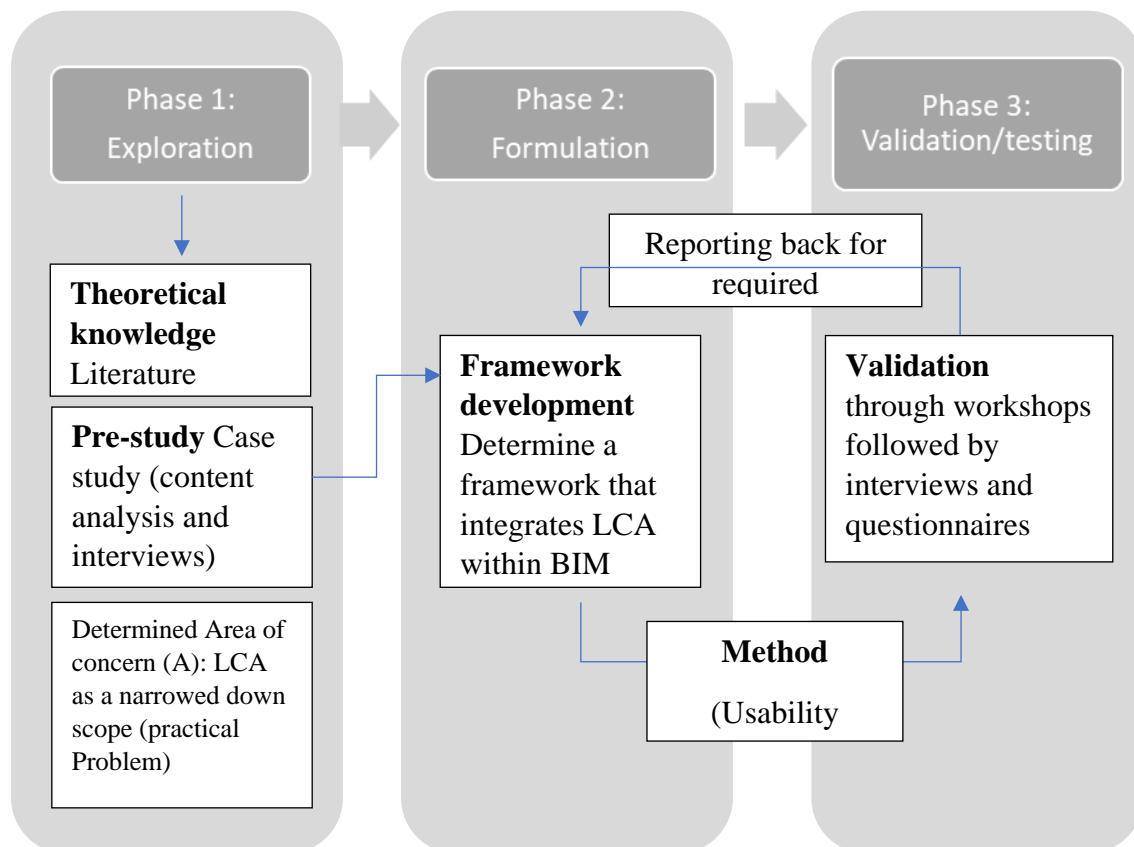 Phase 1:
Exploration
Theoretical
knowledge
Literature
Pre-study Case
study (content
analysis and
interviews)
Determined Area of
concern (A): LCA
as a narrowed down
scope (practical
Problem)
Phase 2:
Formulation
Reporting back for
required
Framework
development
Determine a
framework that
integrates LCA
within BIM
Method
(Usability
Phase 3:
Validation/testing
Validation
through workshops
followed by
interviews and
questionnaires